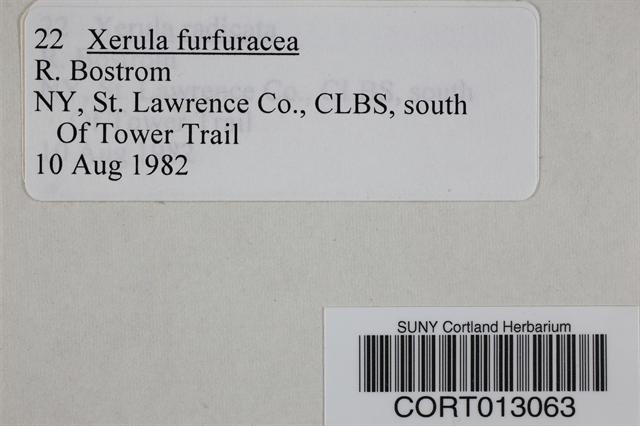 22 Xerula furfuracea
R. Bostrom
NY, St. Lawrence Co., CLBS, south
Of Tower Trail
10 Aug 1982
SUNY Cortland Herbarium
CORT013063